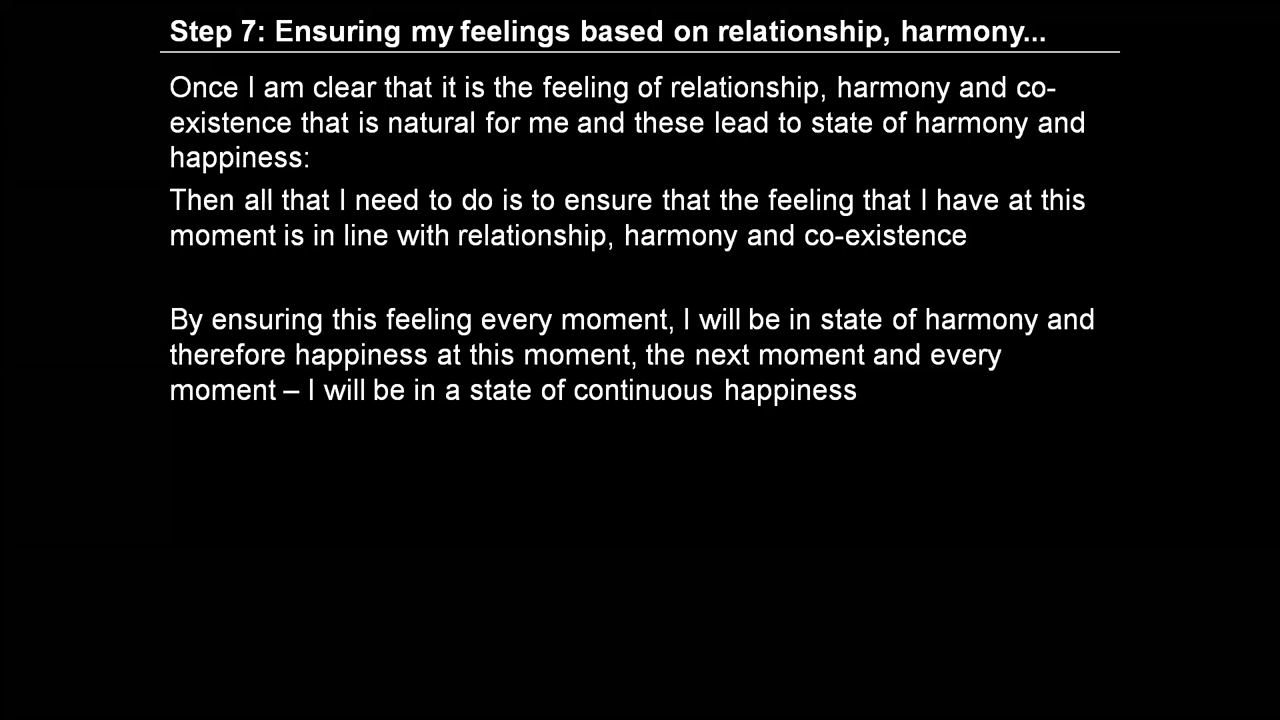 Step 7: Ensuring my feelings based on relationship, harmony...
Once I am clear that it is the feeling of relationship, harmony and co-
existence that is natural for me and these lead to state of harmony and
happiness:
Then all that I need to do is to ensure that the feeling that I have at this
moment is in line with relationship, harmony and co-existence
By ensuring this feeling every moment, I will be in state of harmony and
therefore happiness at this moment, the next moment and every
moment – I will be in a state of continuous happiness